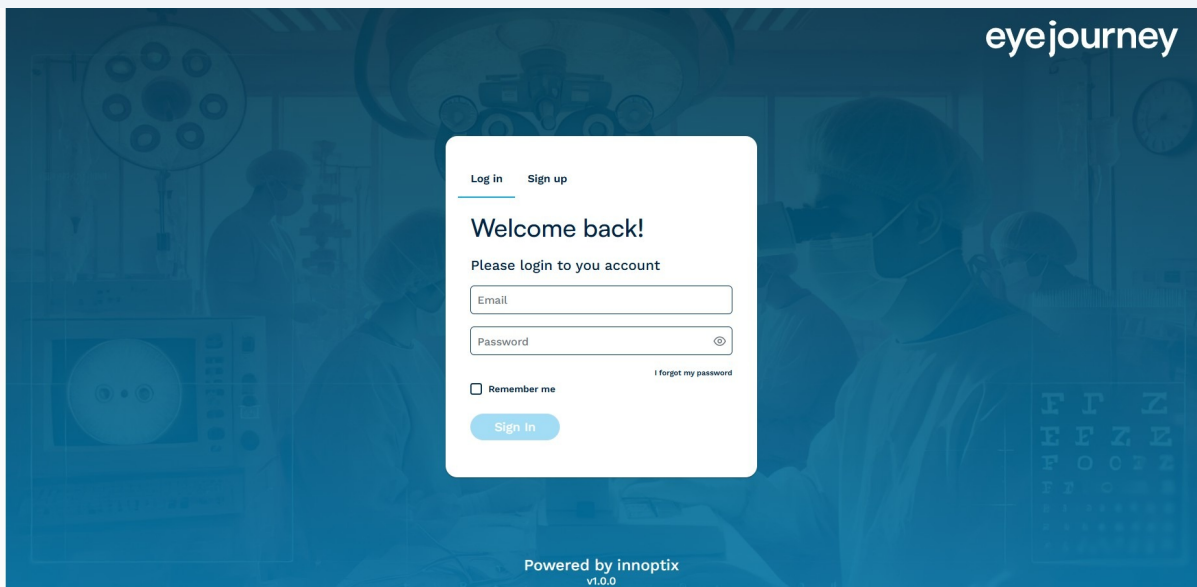 eyejourney
Log in Sign up
Welcome back!
Please login to you account
Email
Password
I forgot my password
Remember me
Sign In
Powered by innoptix
v1.0.0